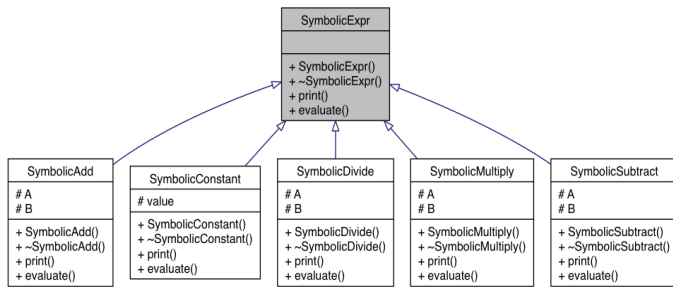 SymbolicExpr
+ SymbolicExpr()
+ ~SymbolicExpr()
+ print()
+ evaluate()
SymbolicAdd
# A
# B
+ SymbolicAdd()
+ ~SymbolicAdd()
+ print()
+ evaluate()
SymbolicConstant
# value
+ SymbolicConstant()
+ ~SymbolicConstant()
+ print()
+ evaluate()
SymbolicDivide
# A
# B
+ SymbolicDivide()
+ ~SymbolicDivide()
+ print()
+ evaluate()
SymbolicMultiply
# A
# B
+ SymbolicMultiply()
+ ~SymbolicMultiply()
+ print()
+ evaluate()
SymbolicSubtract
# A
# B
+ SymbolicSubtract()
+ ~SymbolicSubtract()
+ print()
+ evaluate()